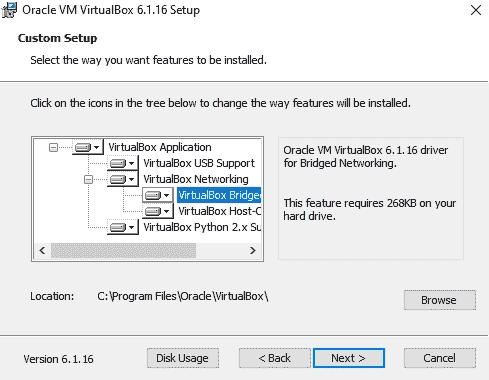 Oracle VM VirtualBox 6.1.16 Setup
Custom Setup
Select the way you want features to be installed.
Click on the icons in the tree below to change the way features will be installed.
VirtualBox Application
VirtualBox USB Support
VirtualBox Networking
VirtualBox Bridged
VirtualBox Host-C
VirtualBox Python 2.x Su
Oracle VM VirtualBox 6.1.16 driver
for Bridged Networking.
This feature requires 268KB on your
hard drive.
Location: C:\Program Files\Oracle\VirtualBox\
Browse
Version 6.1.16
Disk Usage
< Back
Next >
Cancel